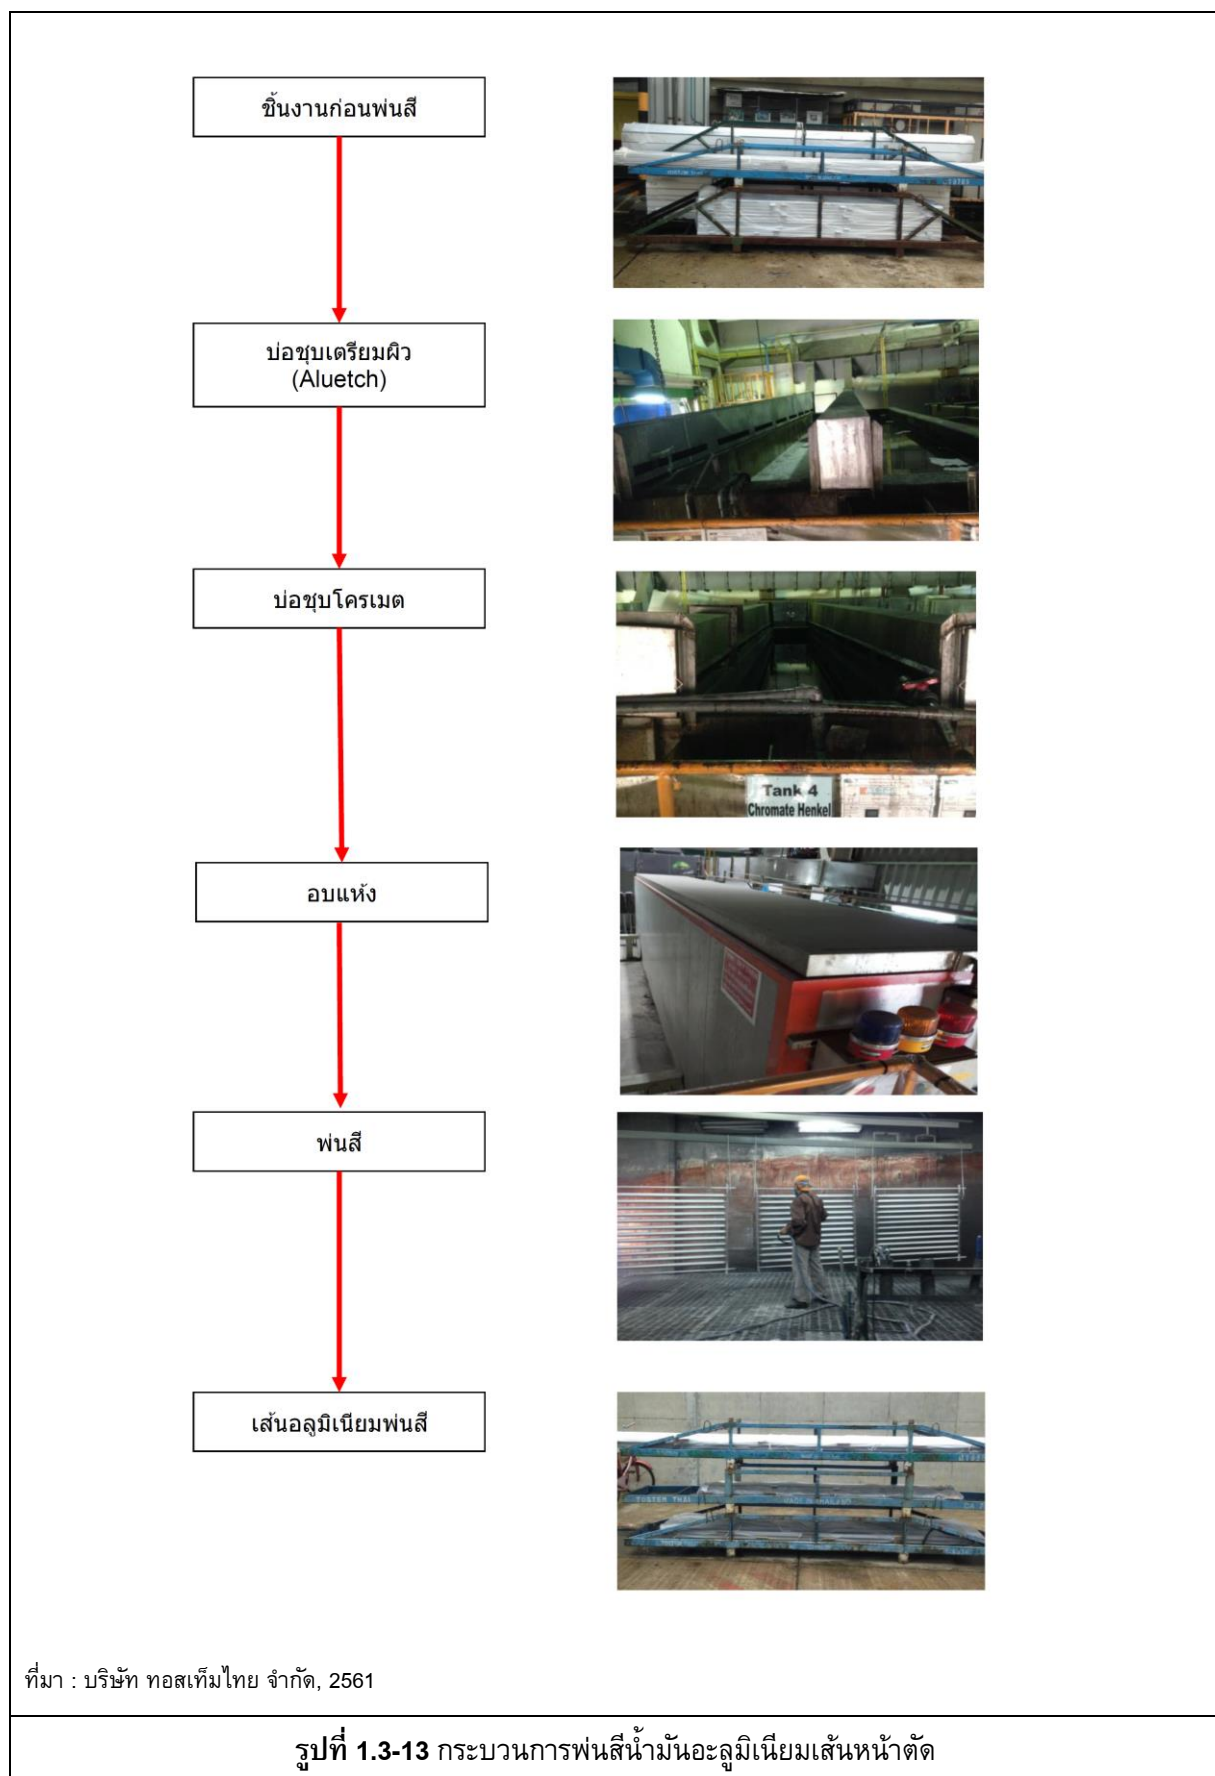 ชิ้นงานก่อนพ่นสี
บ่อชุบเตรียมผิว
(Aluetch)
บ่อชุบโครเมต
Tank 4
Chromate Henkel
อบแห้ง
พ่นสี
เส้นอลูมิเนียมพ่นสี
ที่มา : บริษัท ทอสเท็มไทย จำกัด, 2561
รูปที่ 1.3-13 กระบวนการพ่นสีน้ำมันอะลูมิเนียมเส้นหน้าตัด